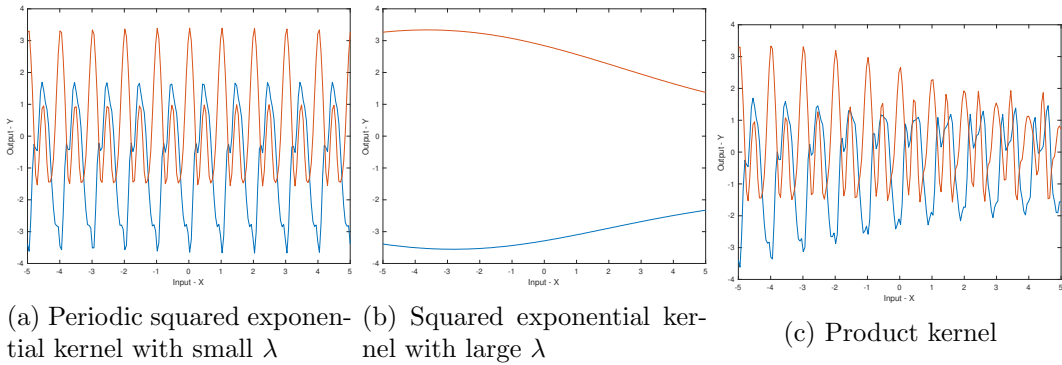 4
3
2
1
0
-1
-2
-3
-4
Output - Y
-5 -4 -3 -2 -1 0 1 2 3 4 5
Input - X
4
3
2
1
0
-1
-2
-3
-4
Output - Y
-5 -4 -3 -2 -1 0 1 2 3 4 5
Input - X
4
3
2
1
0
-1
-2
-3
-4
Output - Y
-5 -4 -3 -2 -1 0 1 2 3 4 5
Input - X
(a) Periodic squared exponen-
tial kernel with small λ
(b) Squared exponential ker-
nel with large λ
(c) Product kernel